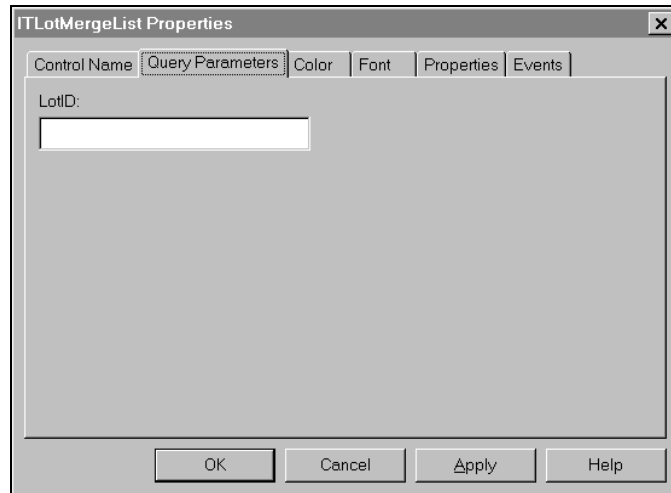 ITLotMergeList Properties
Control Name Query Parameters Color Font Properties Events
LotID:
OK Cancel Apply Help